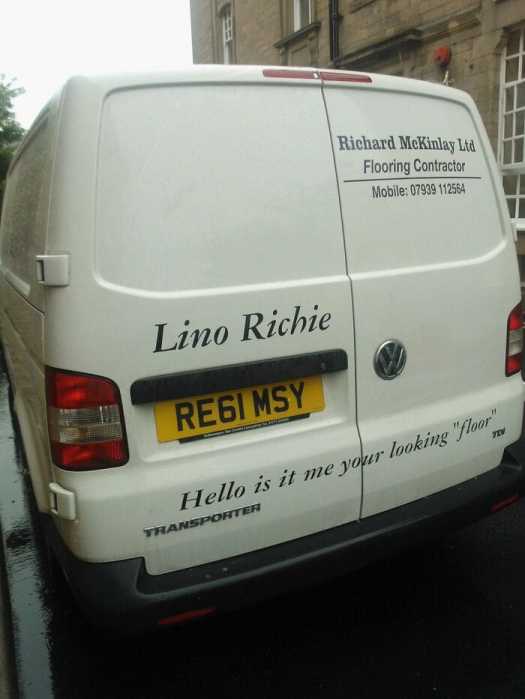 Richard McKinlay Ltd
Flooring Contractor
Mobile: 07939 112564
Lino Richie
RE61 MSY
Hello is it me your looking "floor"
TRANSPORTER
TDI